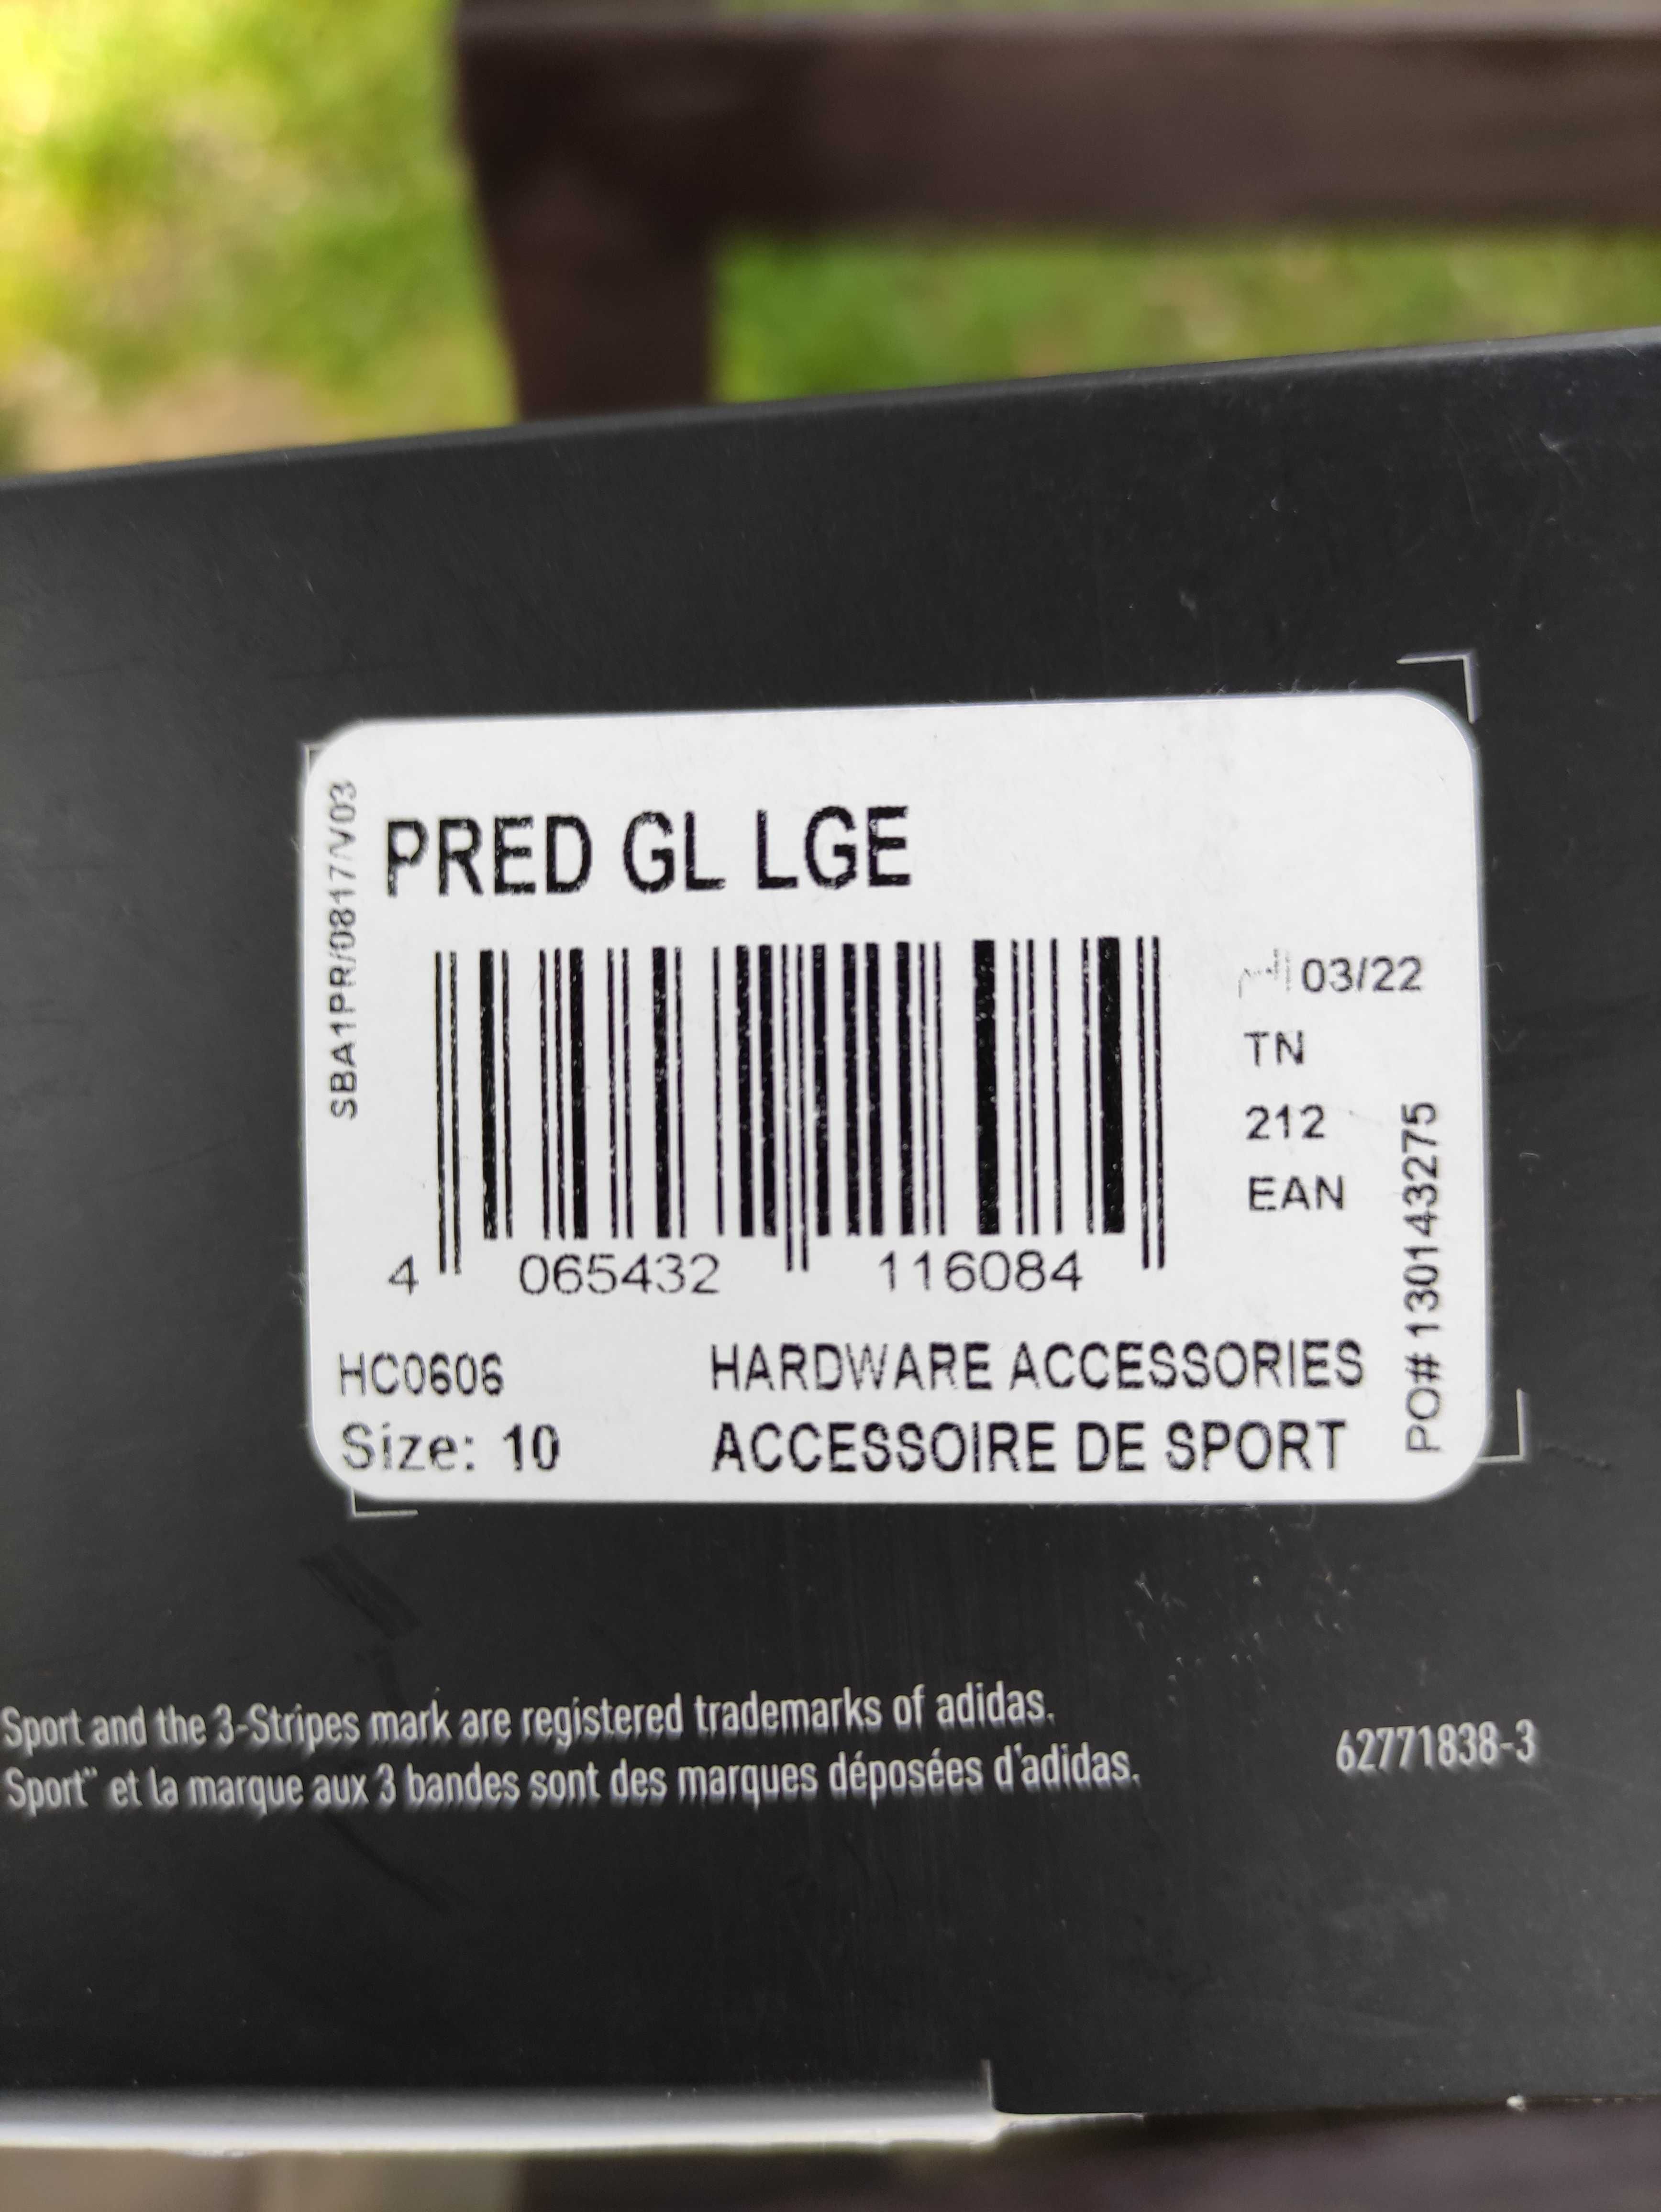 SBA1PR/0817/V03
PRED GL LGE
03/22
TN
212
EAN
4 065432 116084
PO# 130143275
HC0606 HARDWARE ACCESSORIES
Size: 10 ACCESSOIRE DE SPORT
Sport and the 3-Stripes mark are registered trademarks of adidas.
Sport" et la marque aux 3 bandes sont des marques déposées d'adidas.
62771838-3